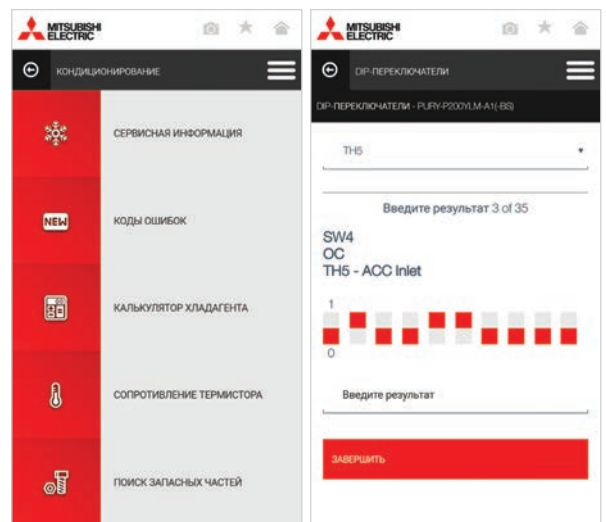 MITSUBISHI
ELECTRIC
КОНДИЦИОНИРОВАНИЕ
СЕРВИСНАЯ ИНФОРМАЦИЯ
NEW
КОДЫ ОШИБОК
КАЛЬКУЛЯТОР ХЛАДАГЕНТА
СОПРОТИВЛЕНИЕ ТЕРМИСТОРА
ПОИСК ЗАПАСНЫХ ЧАСТЕЙ
MITSUBISHI
ELECTRIC
DIP-ПЕРЕКЛЮЧАТЕЛИ
DIP-ПЕРЕКЛЮЧАТЕЛИ - PURY-P200YLM-A1(-BS)
TH5
Введите результат 3 of 35
SW4
OC
TH5 - ACC Inlet
1
0
Введите результат
ЗАВЕРШИТЬ